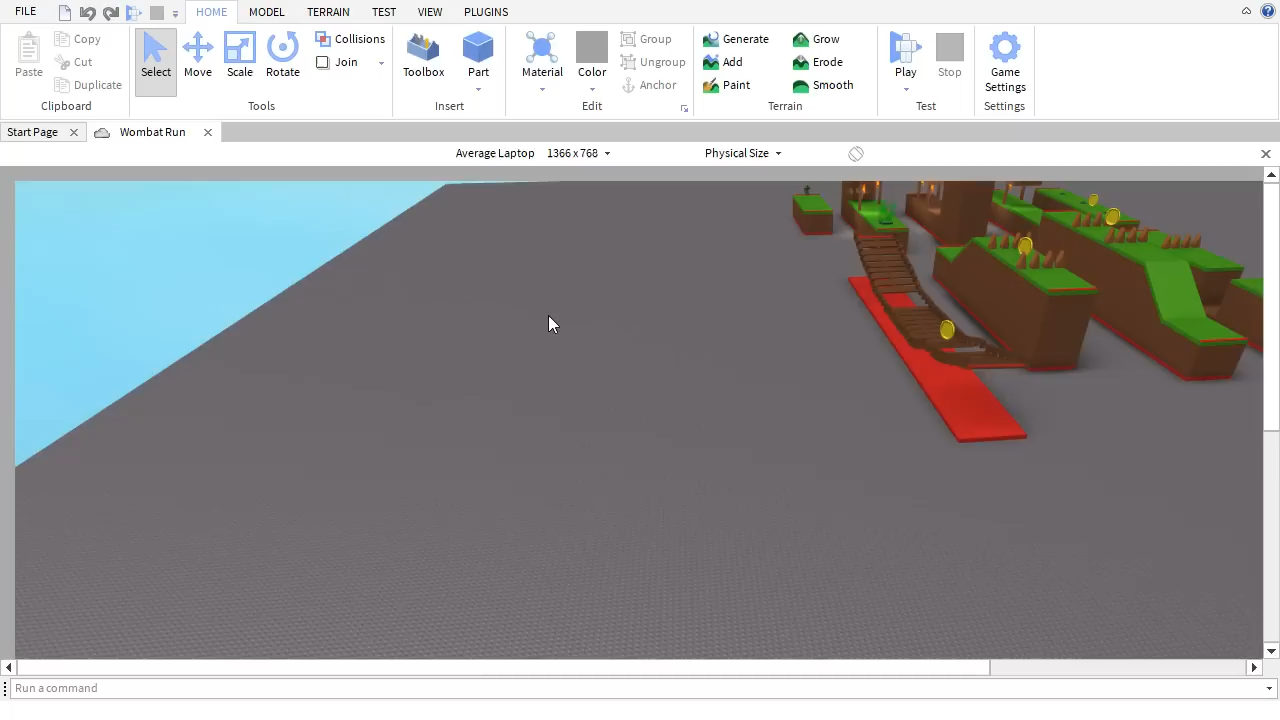 FILE HOME MODEL TERRAIN TEST VIEW PLUGINS
Paste
Copy
Cut
Duplicate
Clipboard
Select
Move
Scale
Rotate
Collisions
Join
Tools
Toolbox
Part
Insert
Material
Color
Group
Ungroup
Anchor
Edit
Generate
Add
Paint
Grow
Erode
Smooth
Terrain
Play
Stop
Test
Game
Settings
Settings
Start Page
Wombat Run
Average Laptop 1366 x 768
Physical Size
Run a command